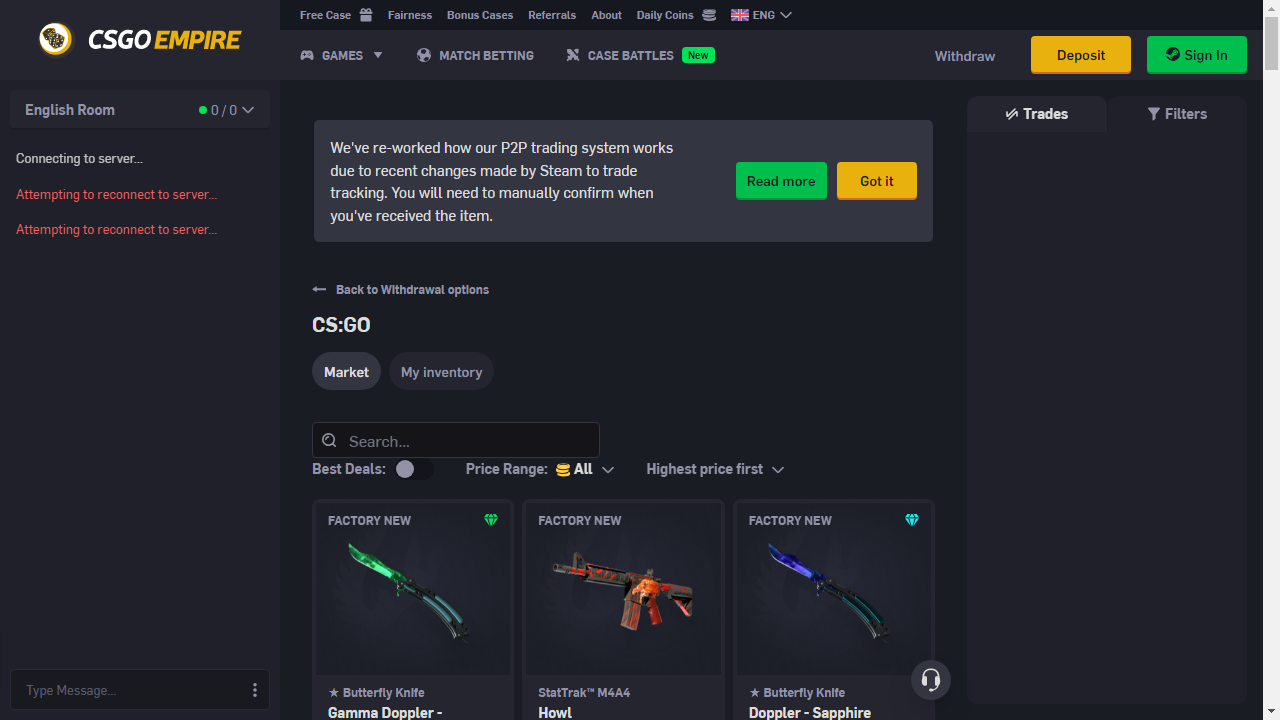 CSGOEMPIRE
Free Case
Fairness
Bonus Cases
Referrals
About
Daily Coins
ENG
GAMES
MATCH BETTING
CASE BATTLES
New
Withdraw
Deposit
Sign In
English Room
0 / 0
Connecting to server...
Attempting to reconnect to server...
Attempting to reconnect to server...
Type Message...
We've re-worked how our P2P trading system works
due to recent changes made by Steam to trade
tracking. You will need to manually confirm when
you've received the item.
Read more
Got it
Back to Withdrawal options
CS:GO
Market
My inventory
Search...
Best Deals:
Price Range:
All
Highest price first
FACTORY NEW
★ Butterfly Knife
Gamma Doppler -
FACTORY NEW
StatTrak™ M4A4
Howl
FACTORY NEW
★ Butterfly Knife
Doppler - Sapphire
Trades
Filters